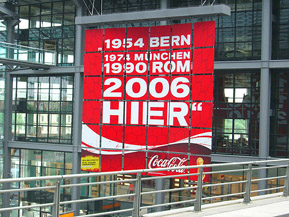 „1954 BERN
1974 MÜNCHEN
1990 ROM
2006
HIER“
Coca-Cola